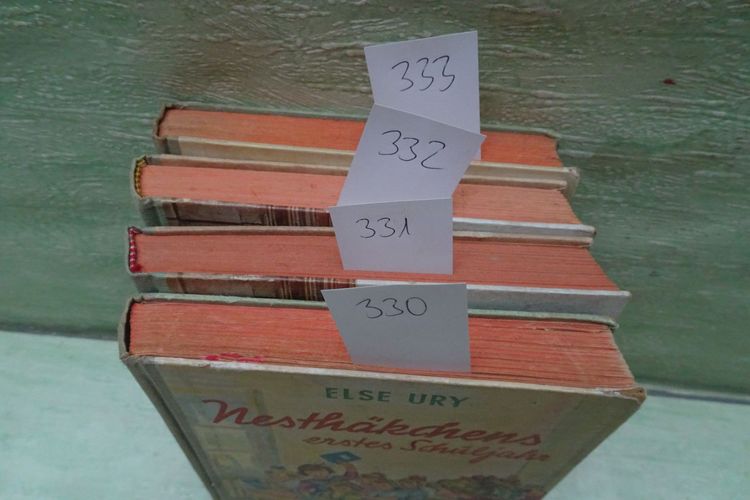 333
332
331
330
ELSE URY
Nesthäkchens
erstes Schuljahr